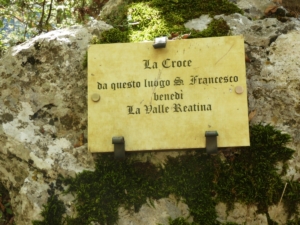 La Croce
da questo luogo S. Francesco
benedì
La Valle Reatina